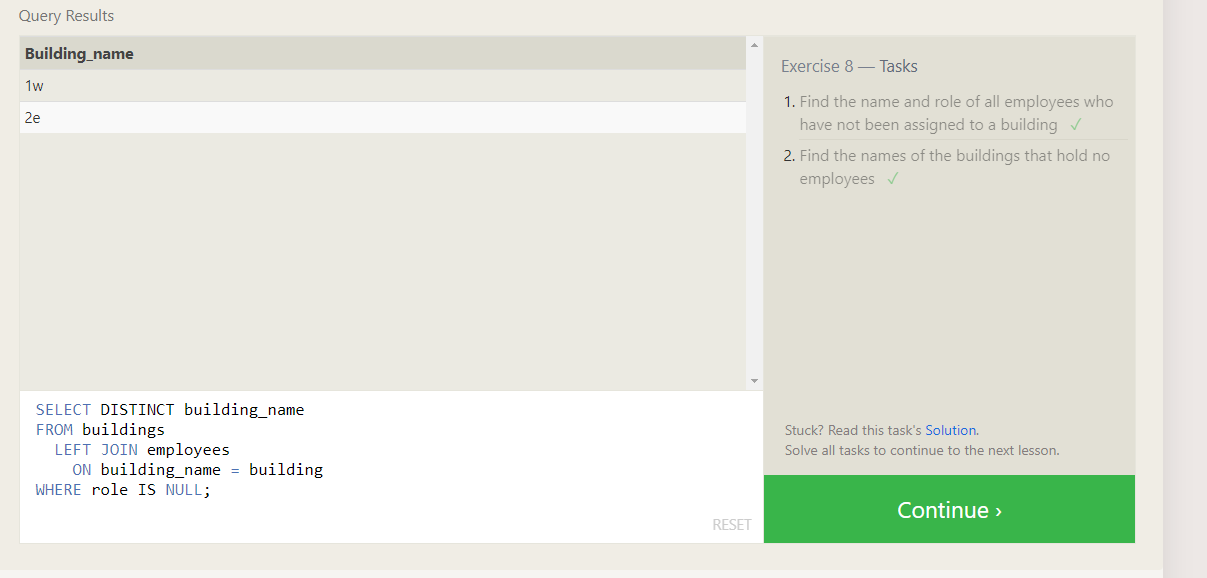 Query Results
Building_name
1w
2e
SELECT DISTINCT building_name
FROM buildings
LEFT JOIN employees
ON building_name = building
WHERE role IS NULL;
RESET
Exercise 8 — Tasks
1. Find the name and role of all employees who
have not been assigned to a building ✓
2. Find the names of the buildings that hold no
employees ✓
Stuck? Read this task's Solution.
Solve all tasks to continue to the next lesson.
Continue ›